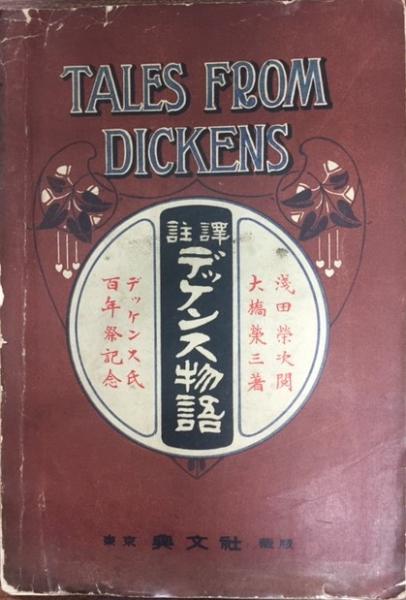 TALES FROM
DICKENS
淺田榮次閲
大橋榮三著
譯註
デッケンス物語
デッケンス氏
百年祭記念
東京 興文社 藏版